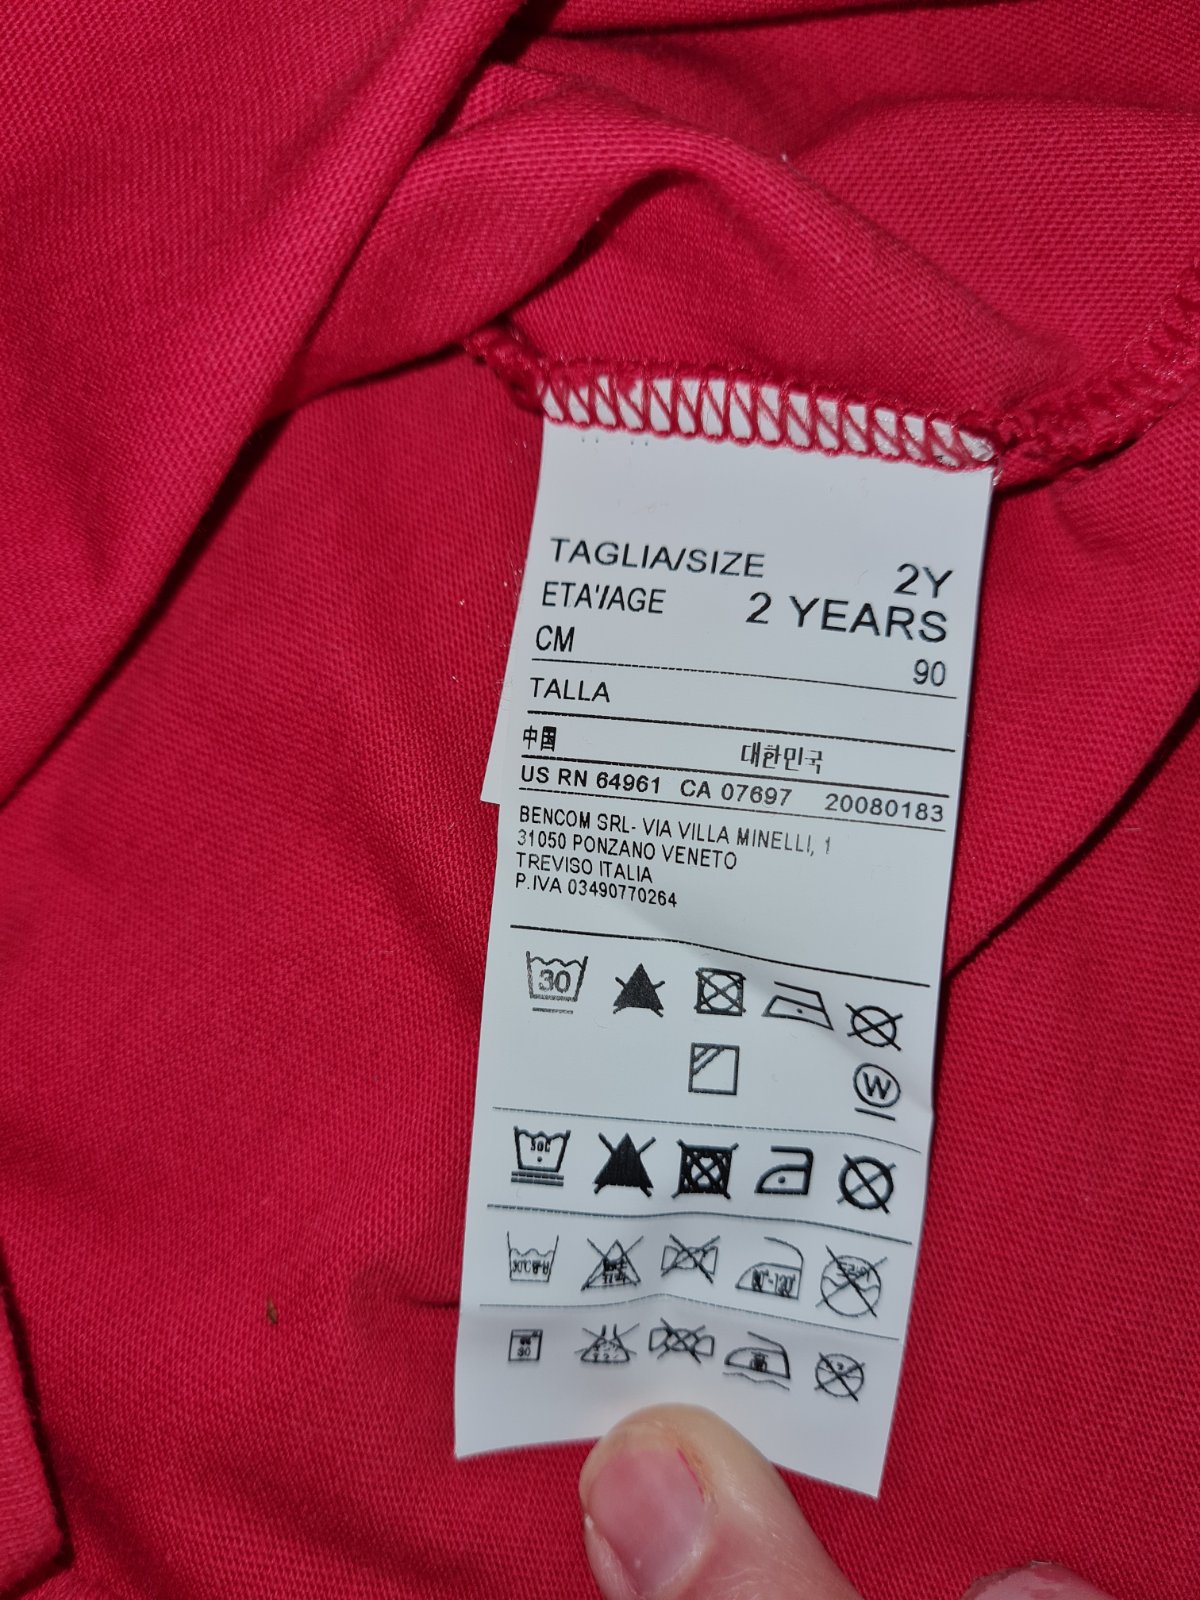 TAGLIA/SIZE 2Y
ETA'/AGE 2 YEARS
CM 90
TALLA
中国 대한민국
US RN 64961 CA 07697 20080183
BENCOM SRL- VIA VILLA MINELLI, 1
31050 PONZANO VENETO
TREVISO ITALIA
P.IVA 03490770264
30
W